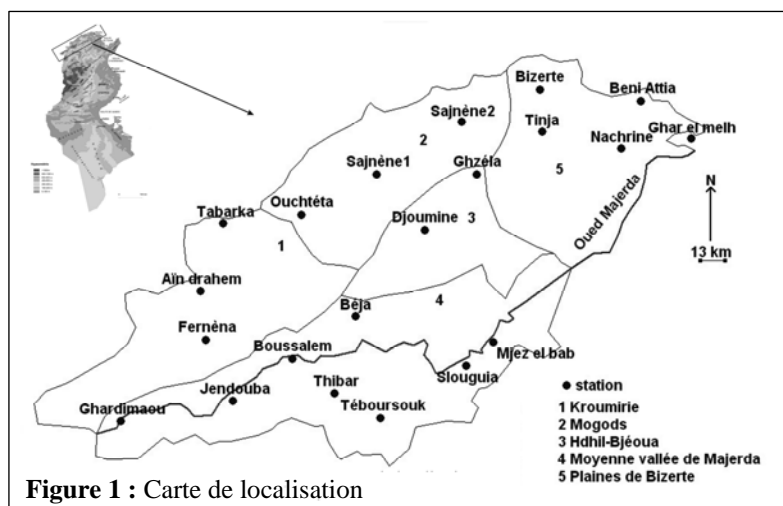 Bizerte
Beni Attia
Sajnène2
2
Tinja
Ghar el melh
Nachrine
Sajnène1
Ghzéla
5
N
Ouchtéta
Tabarka
Djoumine
3
Oued Majerda
1
13 km
Aïn drahem
Béja
4
Fernèna
Boussalem
Mjez el bab
Slouguia
Jendouba
Thibar
Téboursouk
Ghardimaou
station
1 Kroumirie
2 Mogods
3 Hdhil-Bjéoua
4 Moyenne vallée de Majerda
5 Plaines de Bizerte
Figure 1 : Carte de localisation